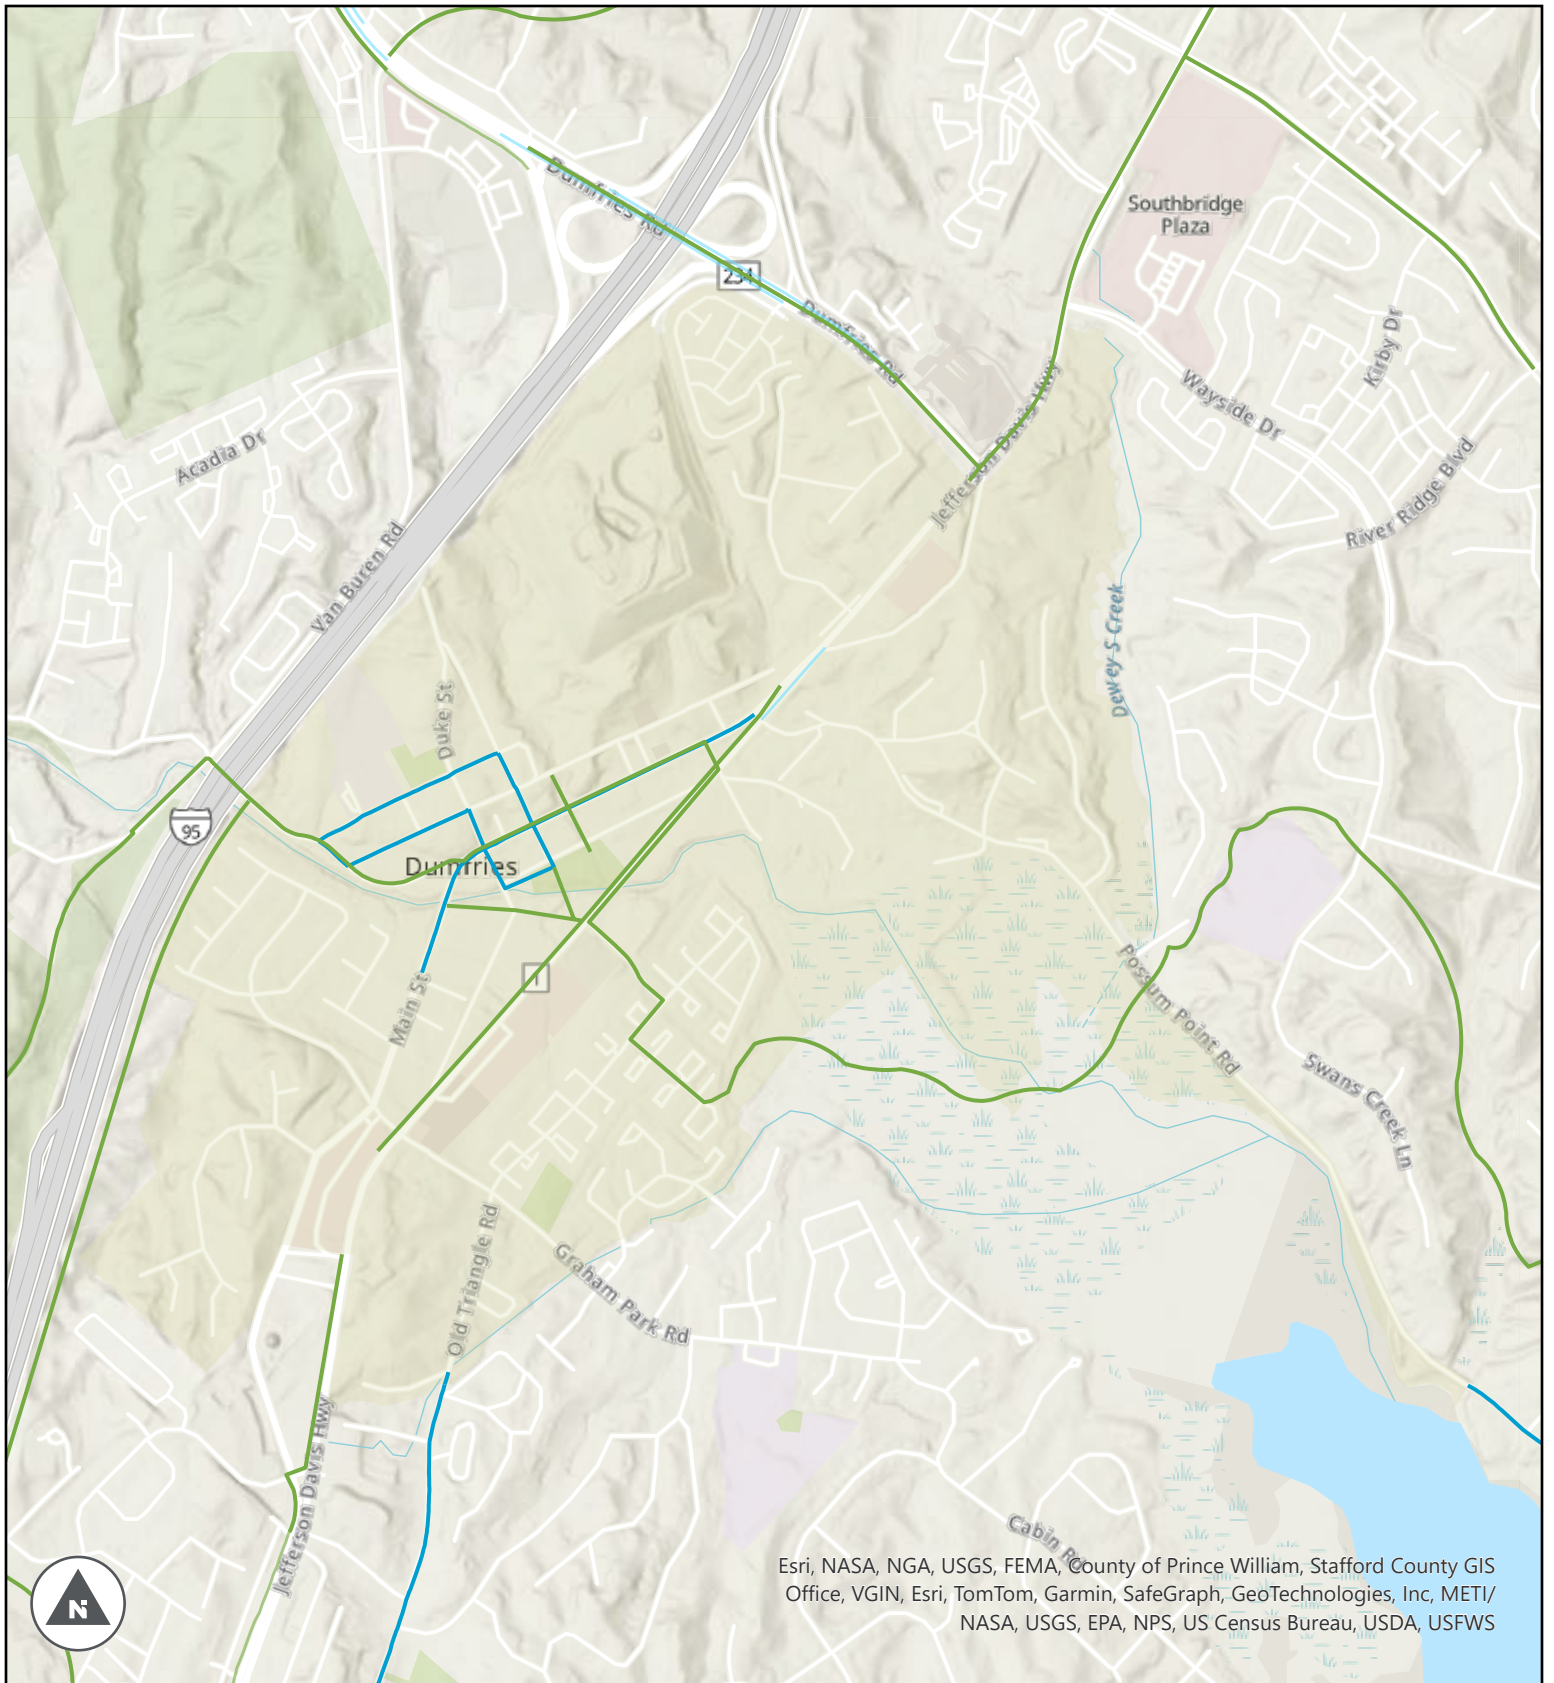 Dumfries Rd
Southbridge
Plaza
234
Dumfries Rd
Kirby Dr
Jefferson Davis Hwy
Wayside Dr
Acadia Dr
River Ridge Blvd
Van Buren Rd
Dewey S Creek
Duke St
95
Dumfries
1
Main St
Possum Point Rd
Swans Creek Ln
Old Triangle Rd
Graham Park Rd
Jefferson Davis Hwy
Cabin Rd
N
Esri, NASA, NGA, USGS, FEMA, County of Prince William, Stafford County GIS
Office, VGIN, Esri, TomTom, Garmin, SafeGraph, GeoTechnologies, Inc, METI/
NASA, USGS, EPA, NPS, US Census Bureau, USDA, USFWS